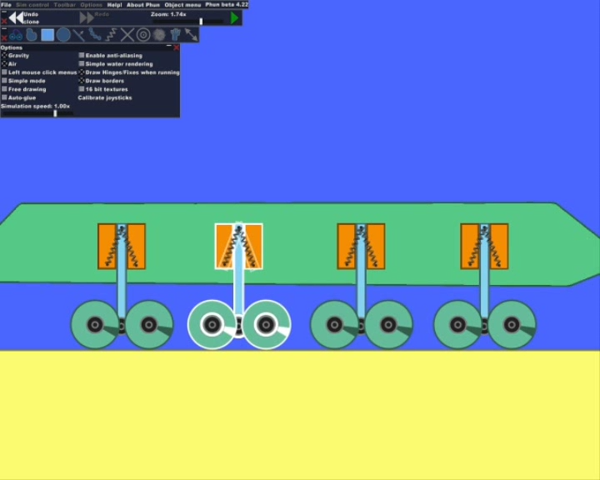 File Sim control Toolbar Options Help! About Phun Object menu Phun beta 4.22
Undo Redo Zoom: 1.74x
clone
Options
Gravity Enable anti-aliasing
Air Simple water rendering
Left mouse click menus Draw Hinges/Fixes when running
Simple mode Draw borders
Free drawing 16 bit textures
Auto-glue Calibrate joysticks
Simulation speed: 1.00x